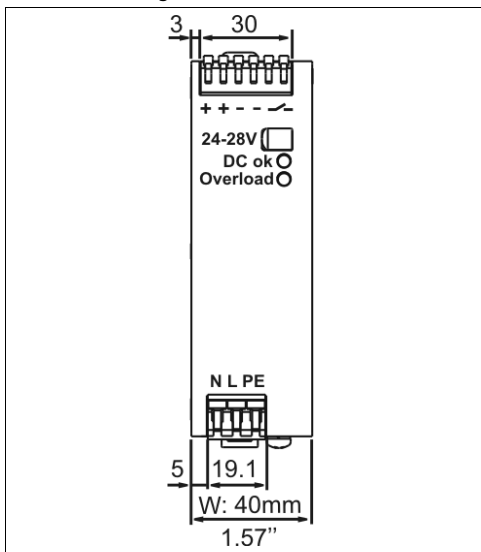 3 30
+ + - -
24-28V
DC ok
Overload
N L PE
5 19.1
W: 40mm
1.57’’